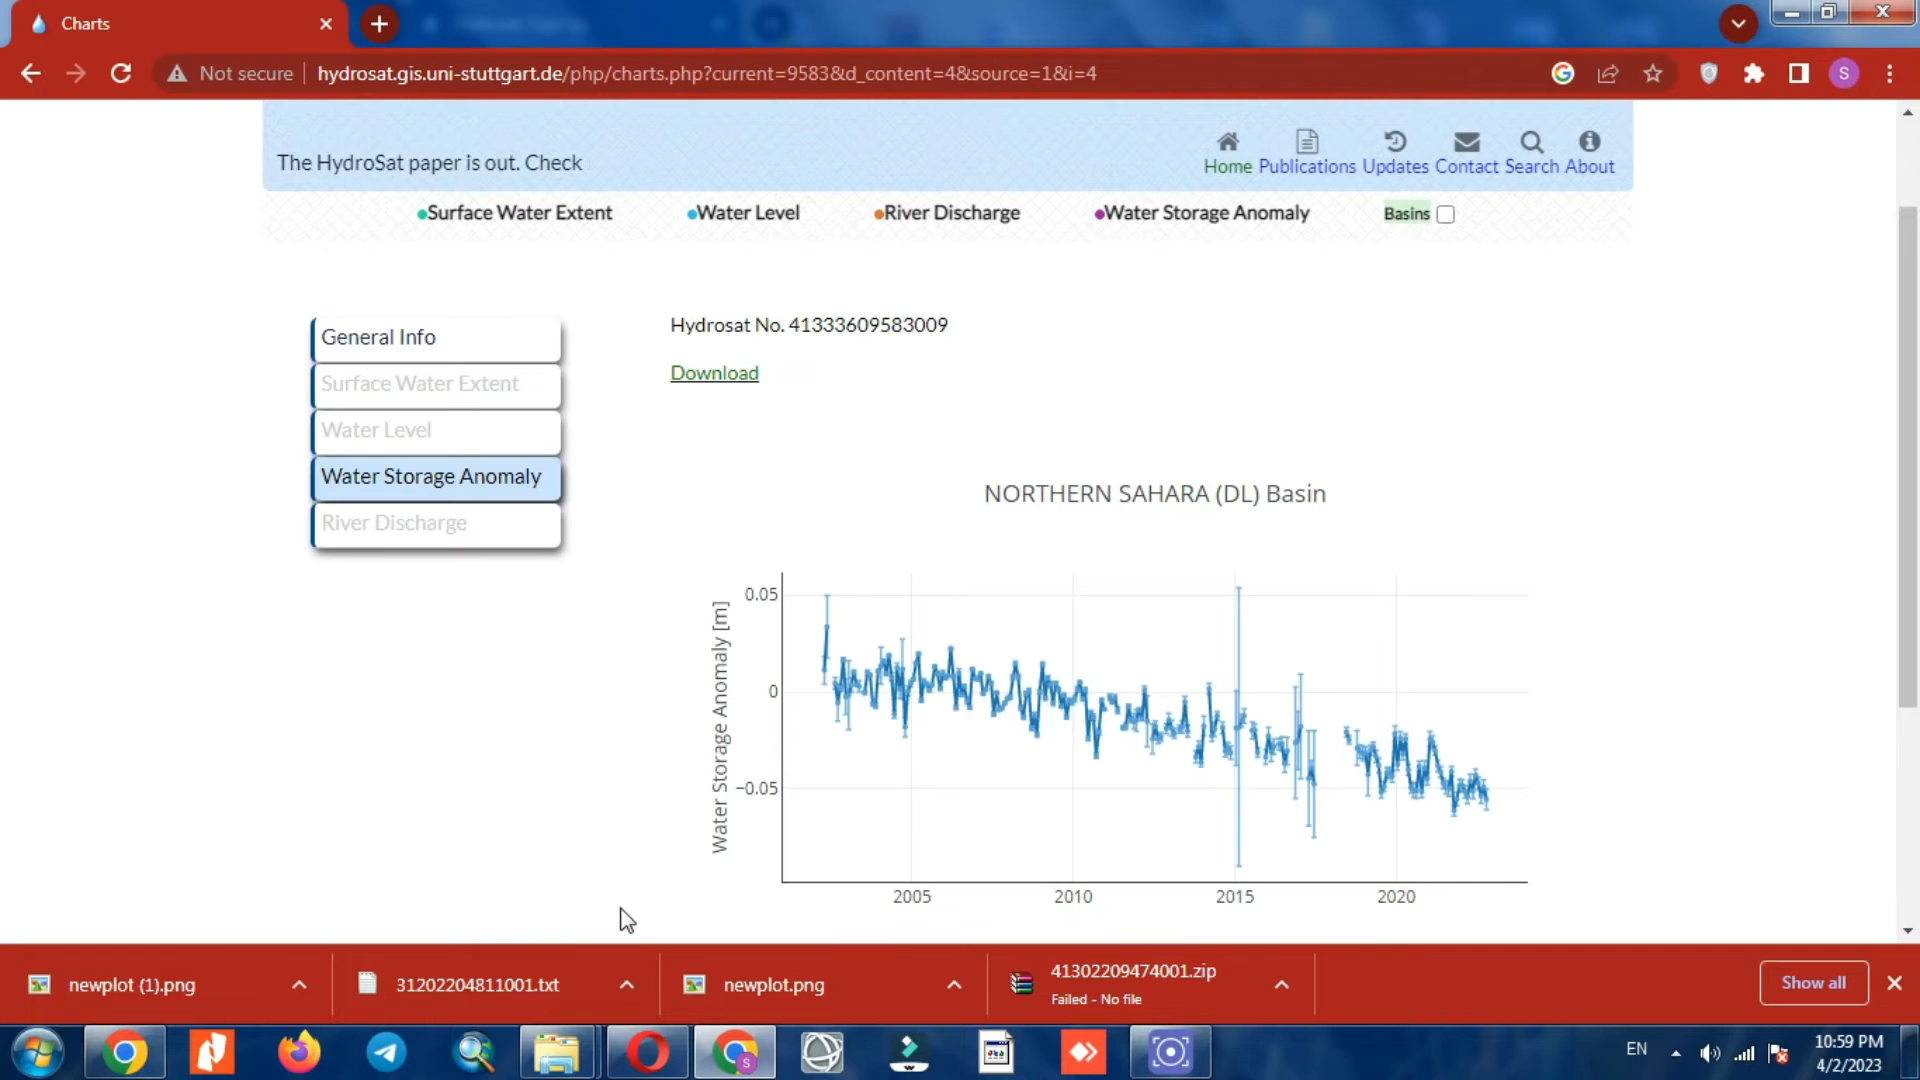 Charts
Not secure
hydrosat.gis.uni-stuttgart.de/php/charts.php?current=9583&d_content=4&source=1&i=4
S
The HydroSat paper is out. Check
Home Publications Updates Contact Search About
Surface Water Extent Water Level River Discharge Water Storage Anomaly Basins
General Info
Surface Water Extent
Water Level
Water Storage Anomaly
River Discharge
Hydrosat No. 41333609583009
Download
NORTHERN SAHARA (DL) Basin
Water Storage Anomaly [m]
0.05
0
−0.05
2005 2010 2015 2020
newplot (1).png
31202204811001.txt
newplot.png
41302209474001.zip
Failed - No file
Show all
EN
10:59 PM
4/2/2023